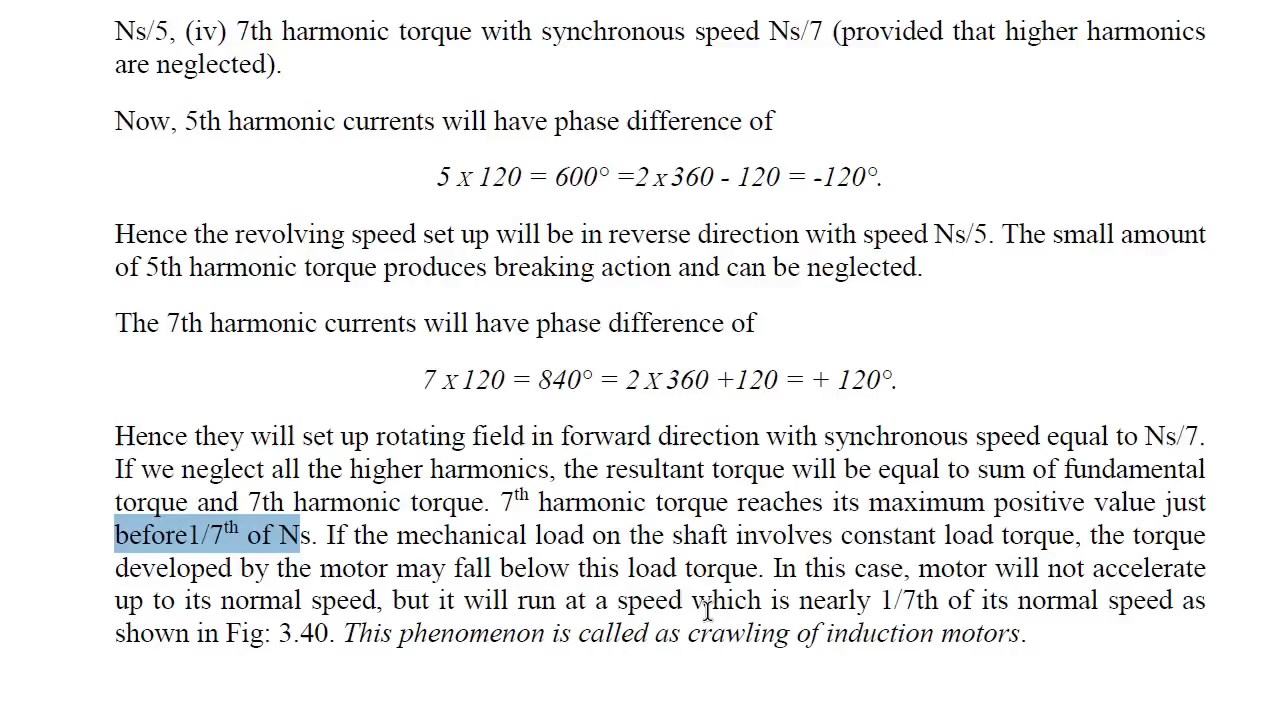 Ns/5, (iv) 7th harmonic torque with synchronous speed Ns/7 (provided that higher harmonics
are neglected).
Now, 5th harmonic currents will have phase difference of
5 x 120 = 600° =2 x 360 - 120 = -120°.
Hence the revolving speed set up will be in reverse direction with speed Ns/5. The small amount
of 5th harmonic torque produces breaking action and can be neglected.
The 7th harmonic currents will have phase difference of
7 x 120 = 840° = 2 X 360 +120 = + 120°.
Hence they will set up rotating field in forward direction with synchronous speed equal to Ns/7.
If we neglect all the higher harmonics, the resultant torque will be equal to sum of fundamental
torque and 7th harmonic torque. 7th harmonic torque reaches its maximum positive value just
before1/7th of Ns. If the mechanical load on the shaft involves constant load torque, the torque
developed by the motor may fall below this load torque. In this case, motor will not accelerate
up to its normal speed, but it will run at a speed which is nearly 1/7th of its normal speed as
shown in Fig: 3.40. This phenomenon is called as crawling of induction motors.